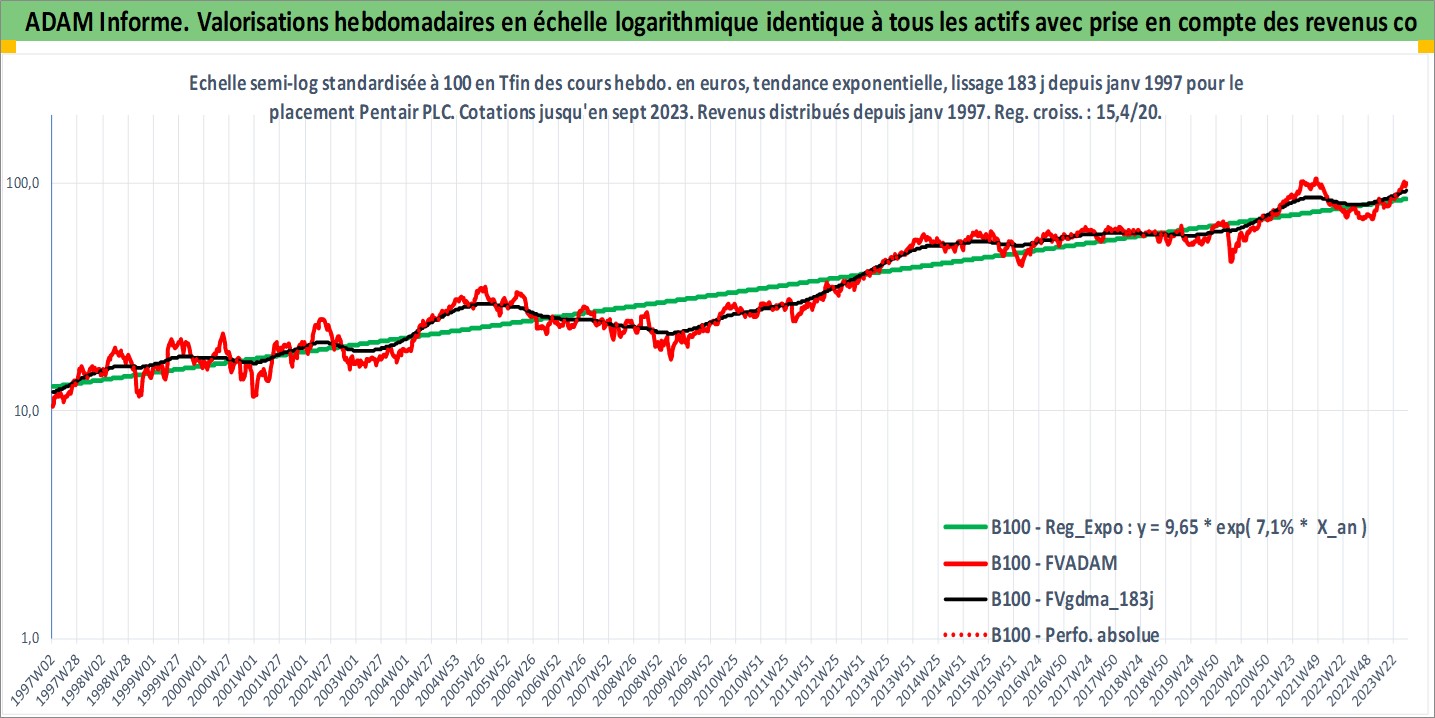 ADAM Informe. Valorisations hebdomadaires en échelle logarithmique identique à tous les actifs avec prise en compte des revenus co
Echelle semi-log standardisée à 100 en Tfin des cours hebdo. en euros, tendance exponentielle, lissage 183 j depuis janv 1997 pour le
placement Pentair PLC. Cotations jusqu'en sept 2023. Revenus distribués depuis janv 1997. Reg. croiss. : 15,4/20.
100,0
10,0
1,0
B100 - Reg_Expo : y = 9,65 * exp( 7,1% * X_an )
B100 - FVADAM
B100 - FVgdma_183j
B100 - Perfo. absolue
1997W02
1997W28
1998W02
1998W28
1999W01
1999W27
2000W01
2000W27
2001W01
2001W27
2002W01
2002W27
2003W01
2003W27
2004W01
2004W27
2004W53
2005W26
2005W52
2006W26
2006W52
2007W26
2007W52
2008W26
2008W52
2009W26
2009W52
2010W25
2010W51
2011W25
2011W51
2012W25
2012W51
2013W25
2013W51
2014W25
2014W51
2015W25
2015W51
2016W24
2016W50
2017W24
2017W50
2018W24
2018W50
2019W24
2019W50
2020W24
2020W50
2021W23
2021W49
2022W22
2022W48
2023W22